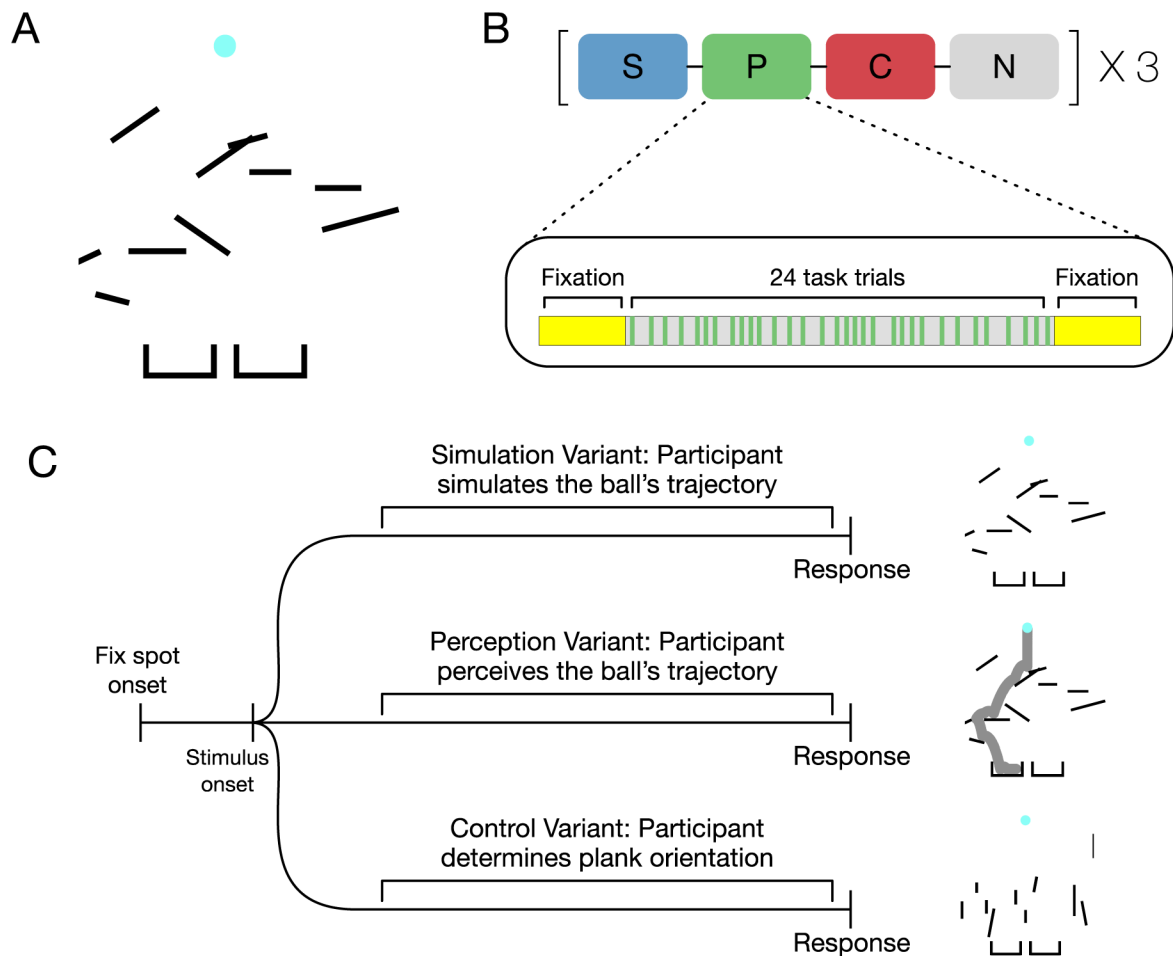 A
B
S P C N X 3
Fixation 24 task trials Fixation
C
Simulation Variant: Participant
simulates the ball's trajectory
Response
Fix spot
onset
Stimulus
onset
Perception Variant: Participant
perceives the ball's trajectory
Response
Control Variant: Participant
determines plank orientation
Response